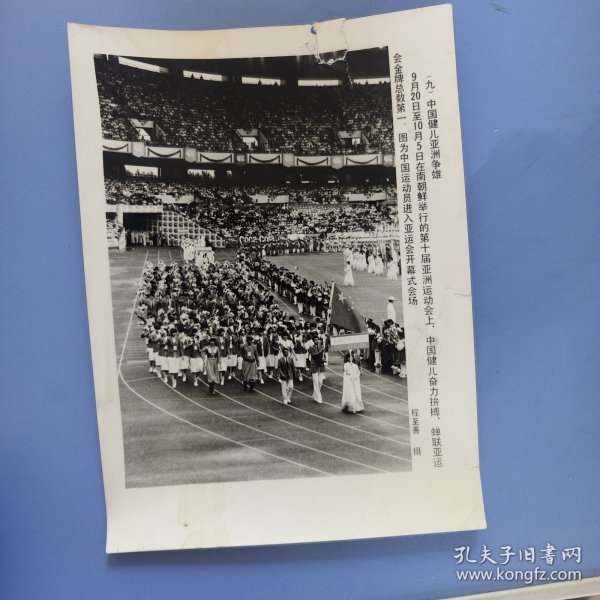 (九) 中国健儿亚洲争雄
9月20日至10月5日在南朝鲜举行的第十届亚洲运动会上，中国健儿奋力拼搏，蝉联亚运
会金牌总数第一。图为中国运动员进入亚运会开幕式会场
程至善 摄
孔夫子旧书网
www.kongfz.com